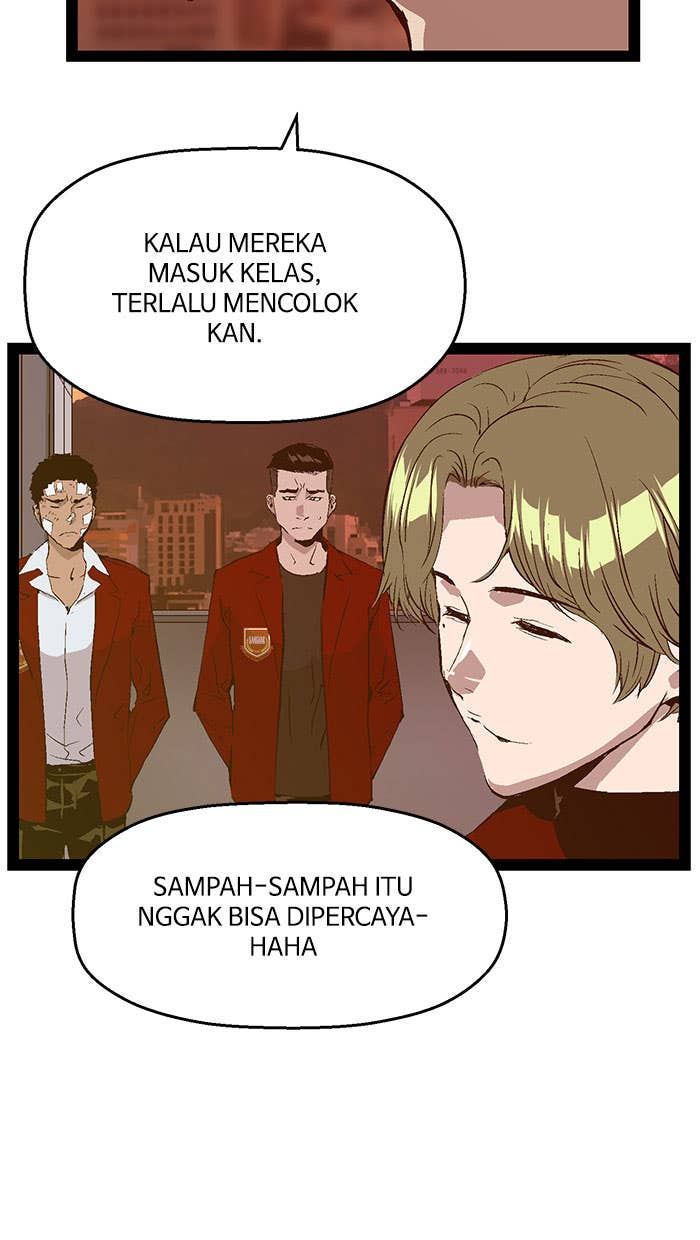 KALAU MEREKA
MASUK KELAS,
TERLALU MENCOLOK
KAN.
SAMPAH-SAMPAH ITU
NGGAK BISA DIPERCAYA-
HAHA